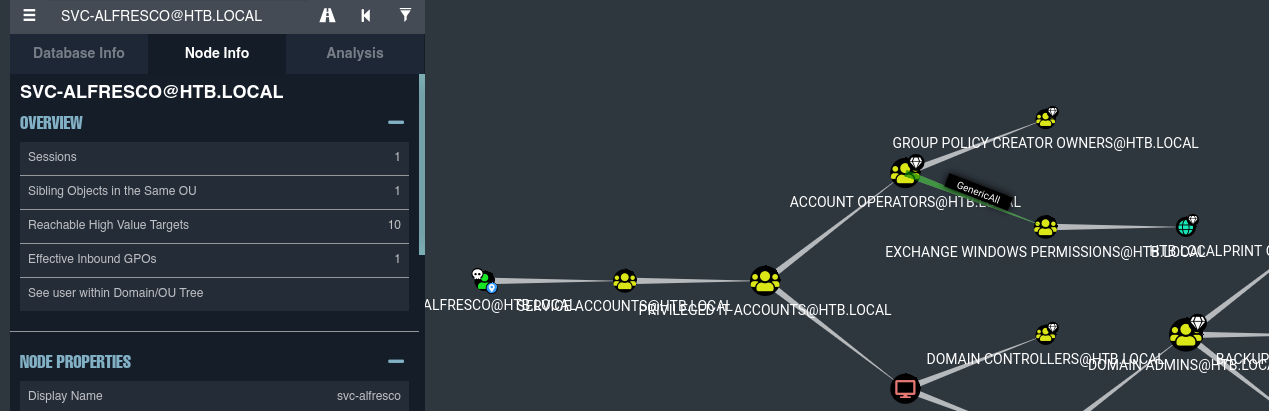 SVC-ALFRESCO@HTB.LOCAL
Database Info
Node Info
Analysis
SVC-ALFRESCO@HTB.LOCAL
OVERVIEW
Sessions 1
Sibling Objects in the Same OU 1
Reachable High Value Targets 10
Effective Inbound GPOs 1
See user within Domain/OU Tree
NODE PROPERTIES
Display Name svc-alfresco
GROUP POLICY CREATOR OWNERS@HTB.LOCAL
GenericAll
ACCOUNT OPERATORS@HTB.LOCAL
EXCHANGE WINDOWS PERMISSIONS@HTB.LOCAL
HTB.LOCAL
PRINT
ALFRESCO@HTB.LOCAL
SERVICE ACCOUNTS@HTB.LOCAL
PRIVILEGED IT ACCOUNTS@HTB.LOCAL
DOMAIN CONTROLLERS@HTB.LOCAL
DOMAIN ADMINS@HTB.LOCA
BACKUP